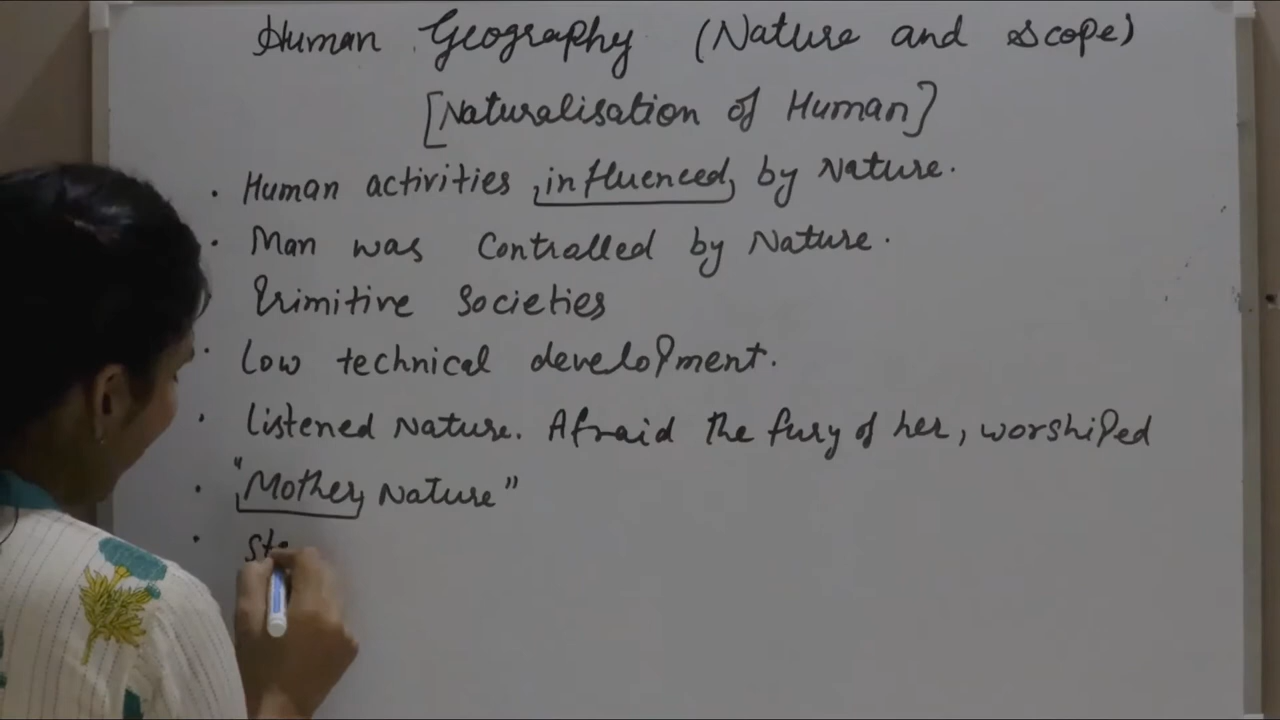 Human Geography (Nature and Scope)
[Naturalisation of Human]
• Human activities influenced by Nature.
• Man was Contralled by Nature.
Primitive Societies
• Low technical development.
• listened Nature. Afraid the fury of her, worshiped
• "Mother Nature"
• st